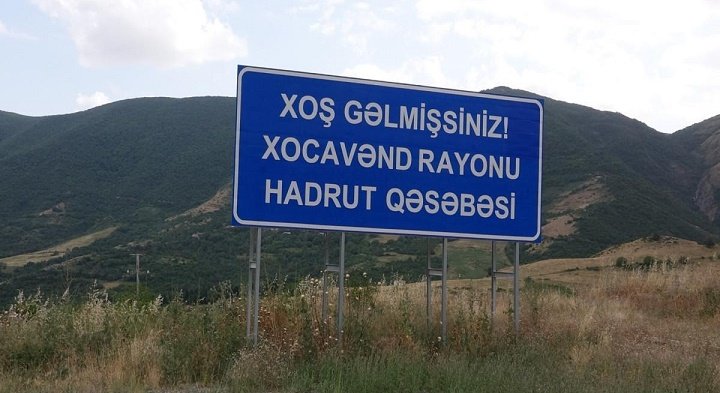 XOŞ GƏLMİŞSİNİZ!
XOCAVƏND RAYONU
HADRUT QƏSƏBƏSİ